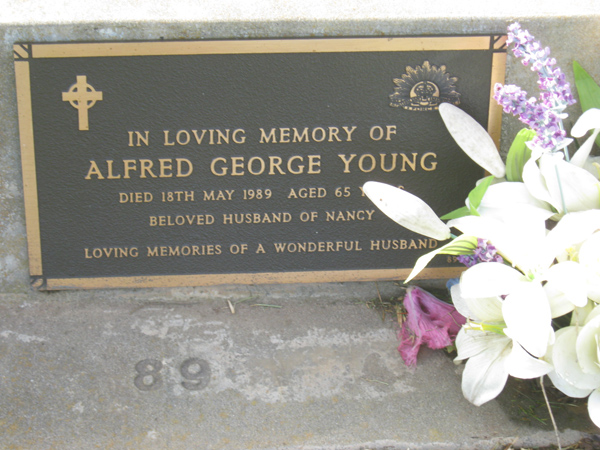 IN LOVING MEMORY OF
ALFRED GEORGE YOUNG
DIED 18TH MAY 1989 AGED 65
BELOVED HUSBAND OF NANCY
LOVING MEMORIES OF A WONDERFUL HUSBAND
89